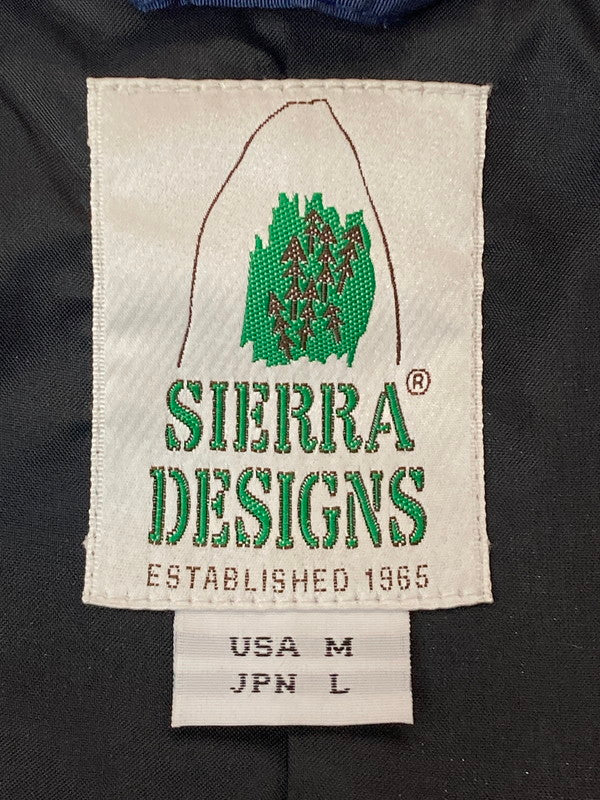 SIERRA®
DESIGNS
ESTABLISHED 1965
USA M
JPN L